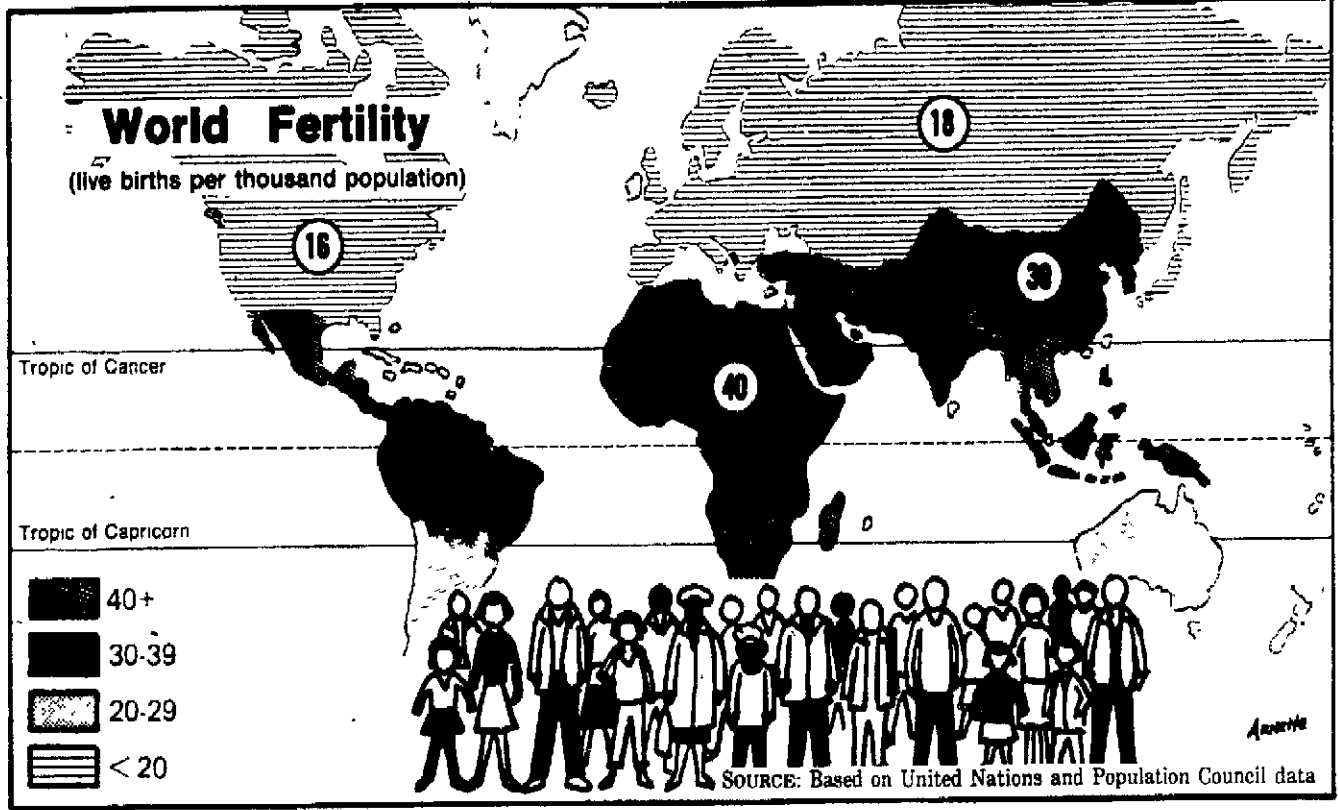 World Fertility
(live births per thousand population)
18
16
38
40
Tropic of Cancer
Tropic of Capricorn
40+
30-39
20-29
< 20
Annette
SOURCE: Based on United Nations and Population Council data